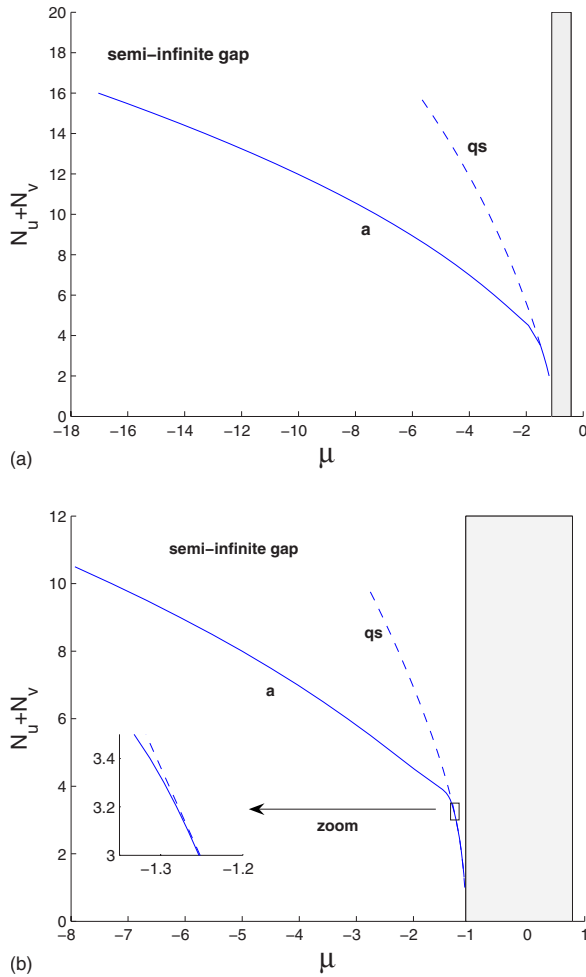 20
18
semi−infinite gap
16
14
qs
12
N_u+N_v
10
a
8
6
4
2
0
−18 −16 −14 −12 −10 −8 −6 −4 −2 0
(a)
μ
12
semi−infinite gap
10
qs
8
N_u+N_v
a
6
3.4
4
3.2
zoom
3
2
−1.3 −1.2
0
−8 −7 −6 −5 −4 −3 −2 −1 0 1
(b)
μ